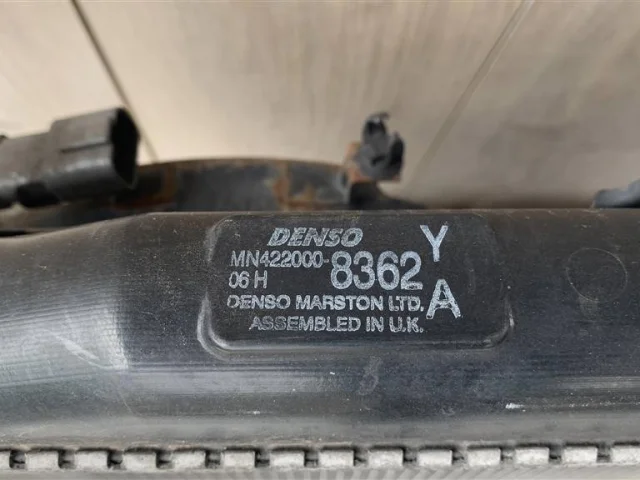 DENSO Y
MN422000-8362
06 H
DENSO MARSTON LTD. A
ASSEMBLED IN U.K.